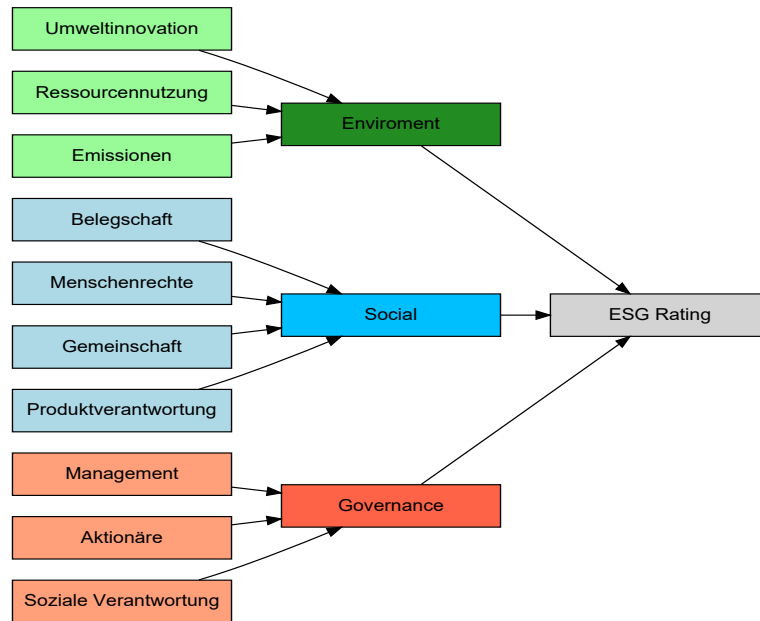 Umweltinnovation
Ressourcennutzung
Emissionen
Enviroment
Belegschaft
Menschenrechte
Gemeinschaft
Produktverantwortung
Social
ESG Rating
Management
Aktionäre
Soziale Verantwortung
Governance